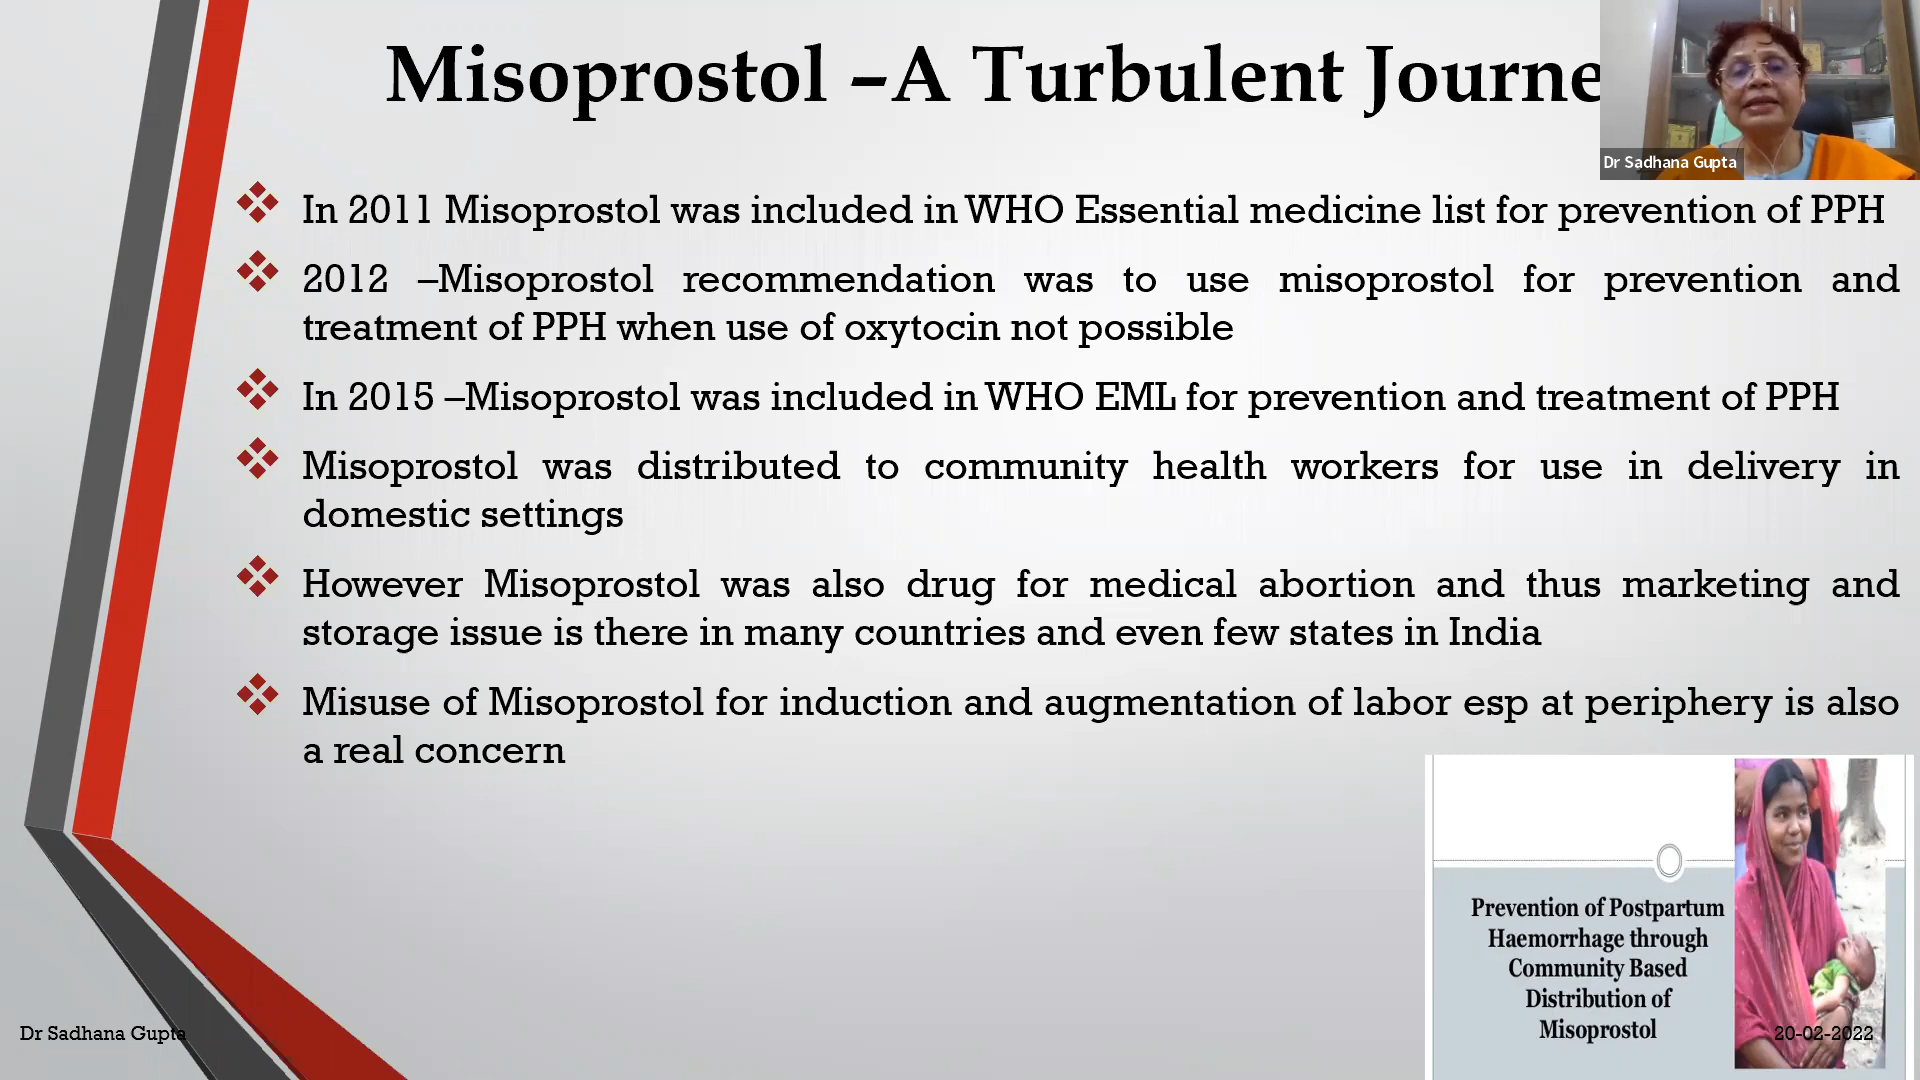 Misoprostol –A Turbulent Journe
Dr Sadhana Gupta
In 2011 Misoprostol was included in WHO Essential medicine list for prevention of PPH
2012 –Misoprostol recommendation was to use misoprostol for prevention and
treatment of PPH when use of oxytocin not possible
In 2015 –Misoprostol was included in WHO EML for prevention and treatment of PPH
Misoprostol was distributed to community health workers for use in delivery in
domestic settings
However Misoprostol was also drug for medical abortion and thus marketing and
storage issue is there in many countries and even few states in India
Misuse of Misoprostol for induction and augmentation of labor esp at periphery is also
a real concern
Prevention of Postpartum
Haemorrhage through
Community Based
Distribution of
Misoprostol
Dr Sadhana Gupta
20-02-2022